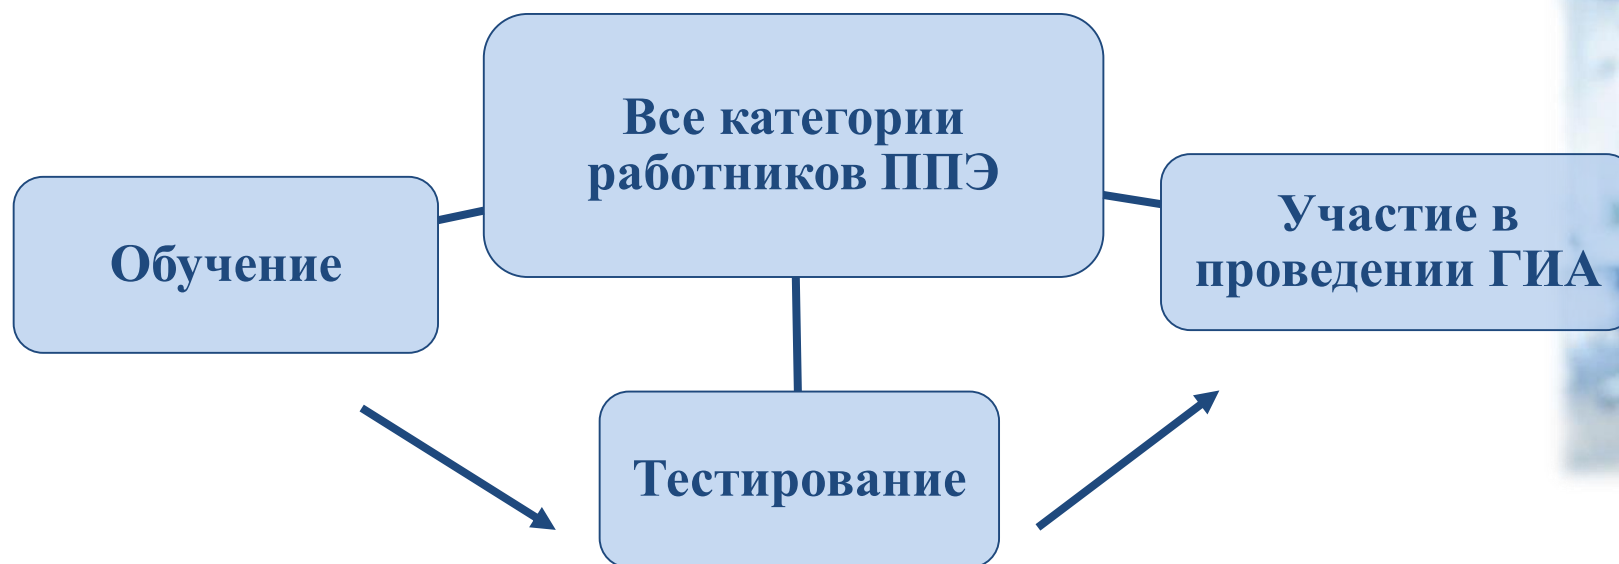 Все категории
работников ППЭ
Обучение
Участие в
проведении ГИА
Тестирование